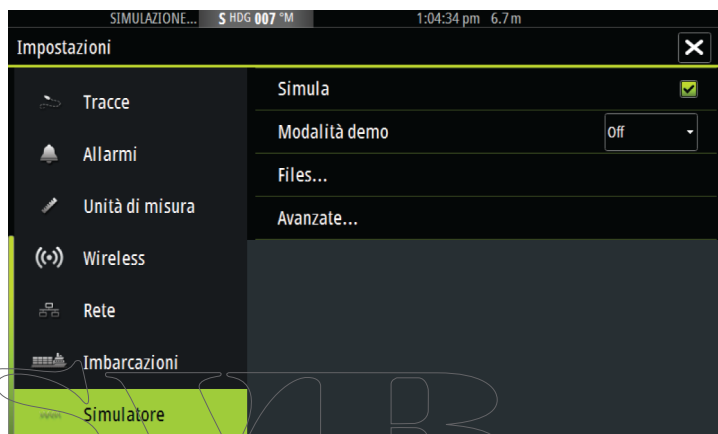 SIMULAZIONE... S HDG 007 °M 1:04:34 pm 6.7 m
Impostazioni
Tracce
Allarmi
Unità di misura
Wireless
Rete
Imbarcazioni
Simulatore
Simula
Modalità demo Off
Files...
Avanzate...
SVB